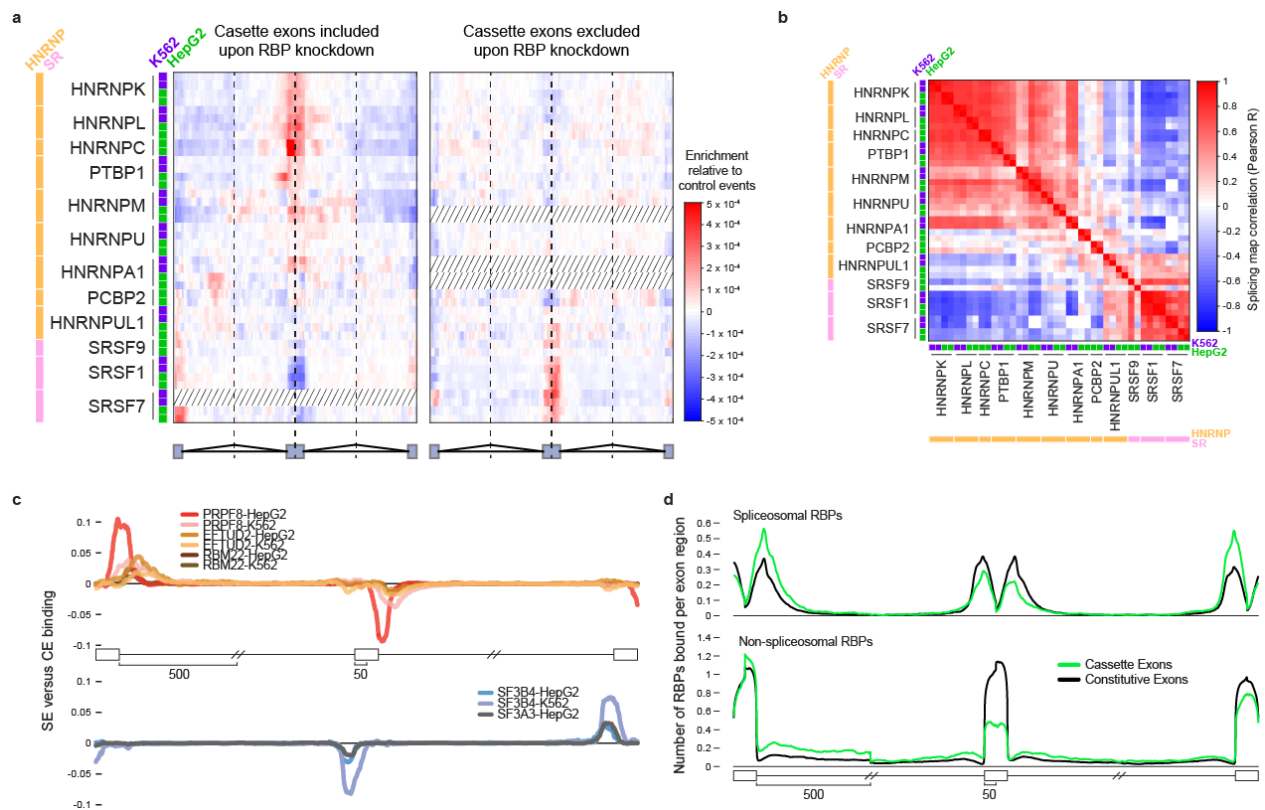 a
Casette exons included
upon RBP knockdown
Cassette exons excluded
upon RBP knockdown
HNRNP
SR
K562
HepG2
HNRNPK
HNRNPL
HNRNPC
PTBP1
HNRNPM
HNRNPU
HNRNPA1
PCBP2
HNRNPUL1
SRSF9
SRSF1
SRSF7
Enrichment
relative to
control events
5 x 10⁻⁴
4 x 10⁻⁴
3 x 10⁻⁴
2 x 10⁻⁴
1 x 10⁻⁴
0
-1 x 10⁻⁴
-2 x 10⁻⁴
-3 x 10⁻⁴
-4 x 10⁻⁴
-5 x 10⁻⁴
b
HNRNP
SR
K562
HepG2
HNRNPK
HNRNPL
HNRNPC
PTBP1
HNRNPM
HNRNPU
HNRNPA1
PCBP2
HNRNPUL1
SRSF9
SRSF1
SRSF7
1
0.8
0.6
0.4
0.2
0
-0.2
-0.4
-0.6
-0.8
-1
Splicing map correlation (Pearson R)
K562
HepG2
HNRNPK
HNRNPL
HNRNPC
PTBP1
HNRNPM
HNRNPU
HNRNPA1
PCBP2
HNRNPUL1
SRSF9
SRSF1
SRSF7
HNRNP
SR
c
SE versus CE binding
0.1
0.05
0
-0.05
-0.1
PRPF8-HepG2
PRPF8-K562
EFTUD2-HepG2
EFTUD2-K562
RBM22-HepG2
RBM22-K562
500
50
0.1
0.05
0
-0.05
-0.1
SF3B4-HepG2
SF3B4-K562
SF3A3-HepG2
d
Number of RBPs bound per exon region
Spliceosomal RBPs
0.6
0.5
0.4
0.3
0.2
0.1
0
Non-spliceosomal RBPs
1.4
1.2
1
0.8
0.6
0.4
0.2
0
Cassette Exons
Constitutive Exons
500
50